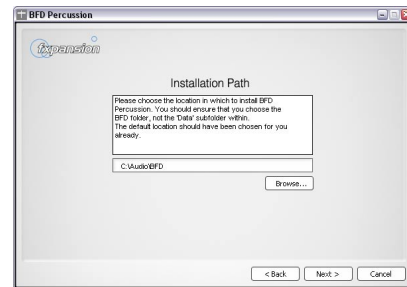 BFD Percussion
fxpansion
Installation Path
Please choose the location in which to install BFD
Percussion. You should ensure that you choose the
BFD folder, not the 'Data' subfolder within.
The default location should have been chosen for you
already.
C:\Audio\BFD
Browse...
< Back
Next >
Cancel